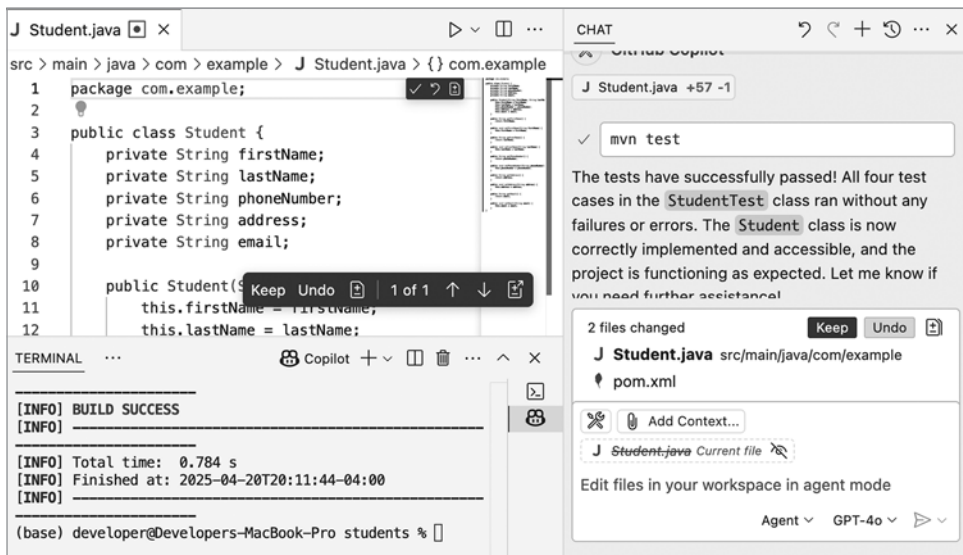 J Student.java
src > main > java > com > example > J Student.java > {} com.example
1 package com.example;
2
3 public class Student {
4 private String firstName;
5 private String lastName;
6 private String phoneNumber;
7 private String address;
8 private String email;
9
10 public Student(S
11 this.firstName = firstName;
12 this.lastName = lastName;
Keep Undo 1 of 1
TERMINAL ... Copilot
[INFO] BUILD SUCCESS
[INFO] ------------------------------------------------------------------------
[INFO] Total time:  0.784 s
[INFO] Finished at: 2025-04-20T20:11:44-04:00
[INFO] ------------------------------------------------------------------------
(base) developer@Developers-MacBook-Pro students %
CHAT
GitHub Copilot
J Student.java +57 -1
mvn test
The tests have successfully passed! All four test
cases in the StudentTest class ran without any
failures or errors. The Student class is now
correctly implemented and accessible, and the
project is functioning as expected. Let me know if
you need further assistance!
2 files changed Keep Undo
J Student.java src/main/java/com/example
pom.xml
Add Context...
J Student.java Current file
Edit files in your workspace in agent mode
Agent GPT-4o